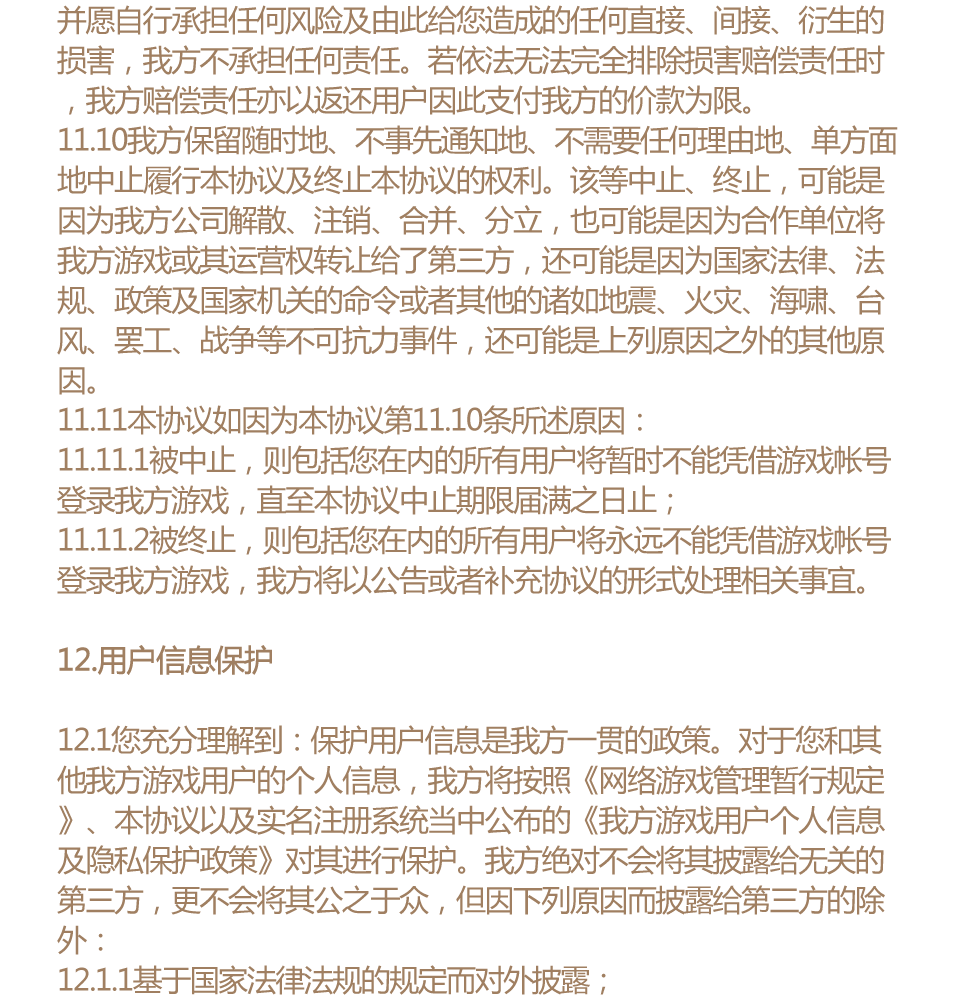 并愿自行承担任何风险及由此给您造成的任何直接、间接、衍生的
损害，我方不承担任何责任。若依法无法完全排除损害赔偿责任时
，我方赔偿责任亦以返还用户因此支付我方的价款为限。
11.10我方保留随时地、不事先通知地、不需要任何理由地、单方面
地中止履行本协议及终止本协议的权利。该等中止、终止，可能是
因为我方公司解散、注销、合并、分立，也可能是因为合作单位将
我方游戏或其运营权转让给了第三方，还可能是因为国家法律、法
规、政策及国家机关的命令或者其他的诸如地震、火灾、海啸、台
风、罢工、战争等不可抗力事件，还可能是上列原因之外的其他原
因。
11.11本协议如因为本协议第11.10条所述原因：
11.11.1被中止，则包括您在内的所有用户将暂时不能凭借游戏帐号
登录我方游戏，直至本协议中止期限届满之日止；
11.11.2被终止，则包括您在内的所有用户将永远不能凭借游戏帐号
登录我方游戏，我方将以公告或者补充协议的形式处理相关事宜。
12.用户信息保护
12.1您充分理解到：保护用户信息是我方一贯的政策。对于您和其
他我方游戏用户的个人信息，我方将按照《网络游戏管理暂行规定
》、本协议以及实名注册系统当中公布的《我方游戏用户个人信息
及隐私保护政策》对其进行保护。我方绝对不会将其披露给无关的
第三方，更不会将其公之于众，但因下列原因而披露给第三方的除
外：
12.1.1基于国家法律法规的规定而对外披露；